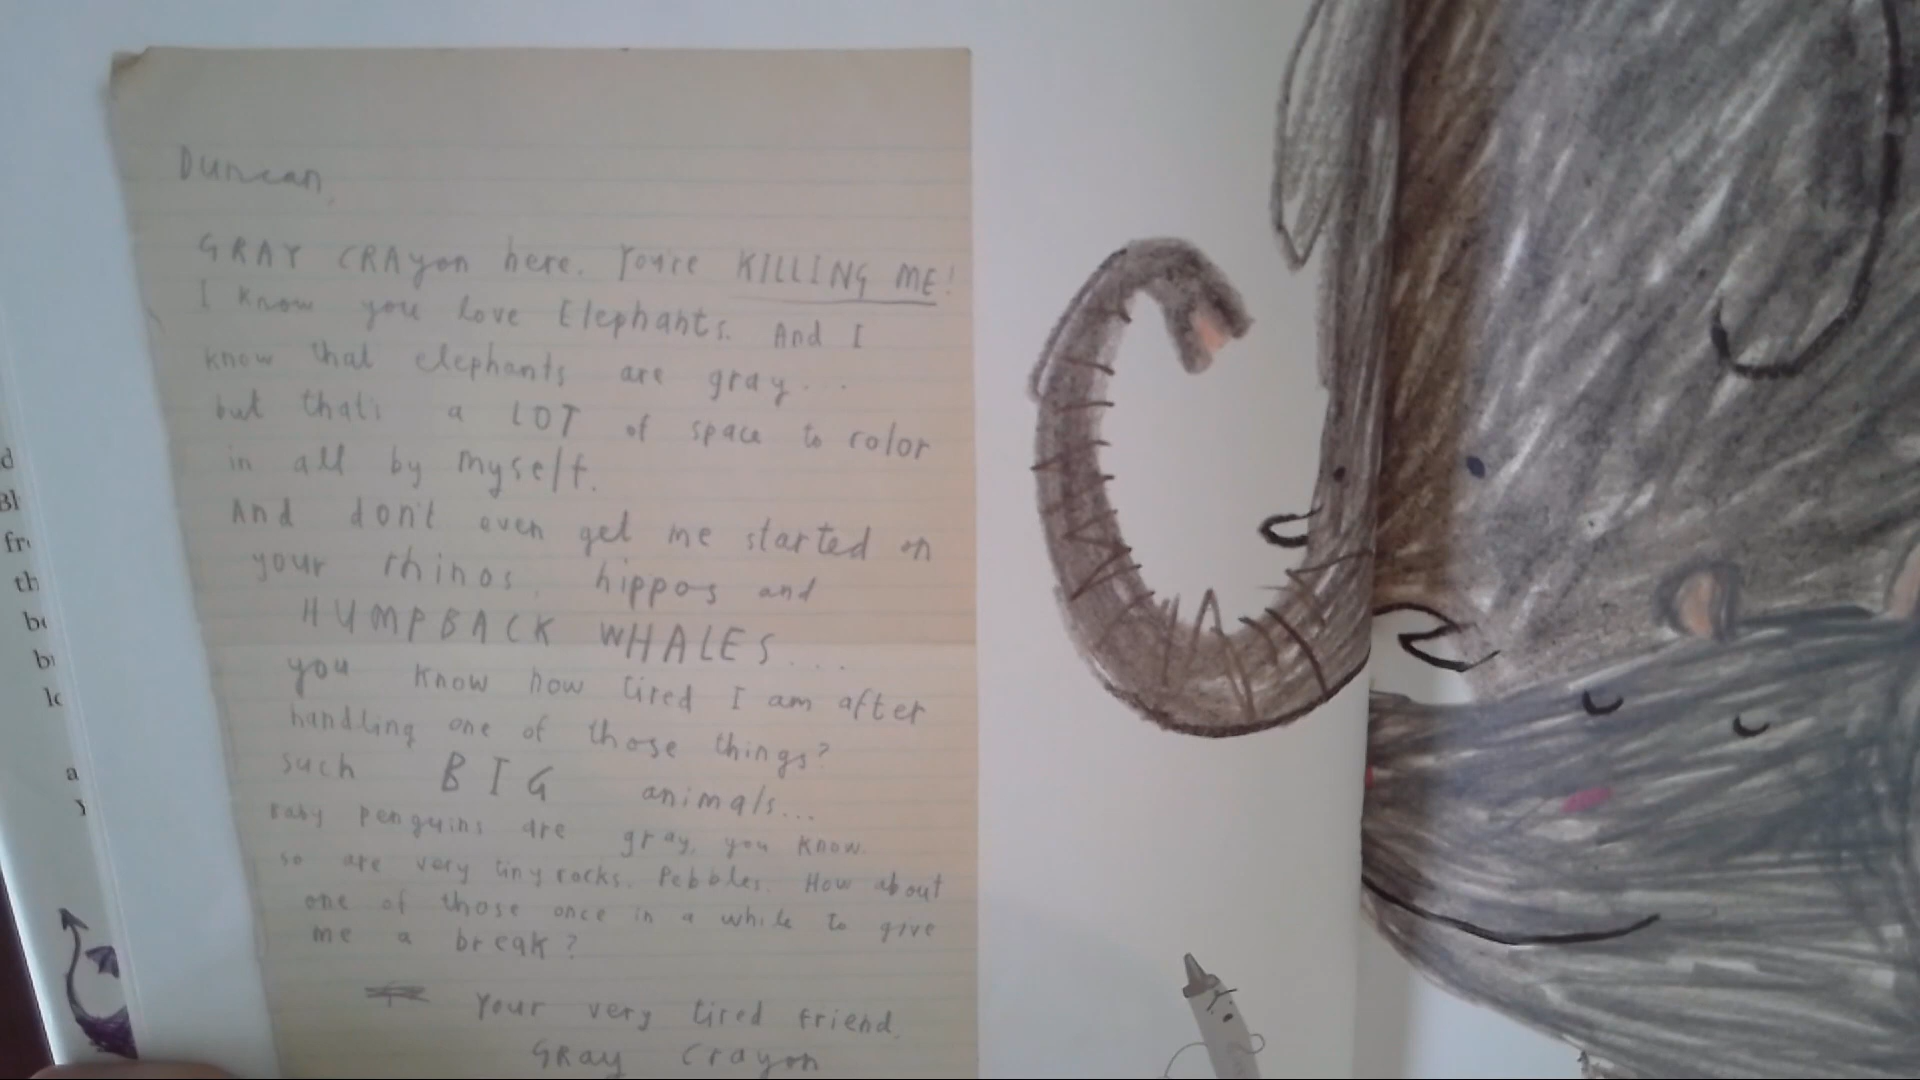 Duncan,
GRAY CRAYon here. You're KILLING ME!
I know you love Elephants. And I
know that elephants are gray...
but that's a LOT of space to color
in all by myself.
And don't even get me started on
your rhinos, hippos and
HUMPBACK WHALES....
you know how tired I am after
handling one of those things?
such BIG animals...
Baby penguins are gray, you know.
so are very tiny rocks. Pebbles. How about
one of those once in a while to give
me a break?
Your very tired friend,
GRay Crayon